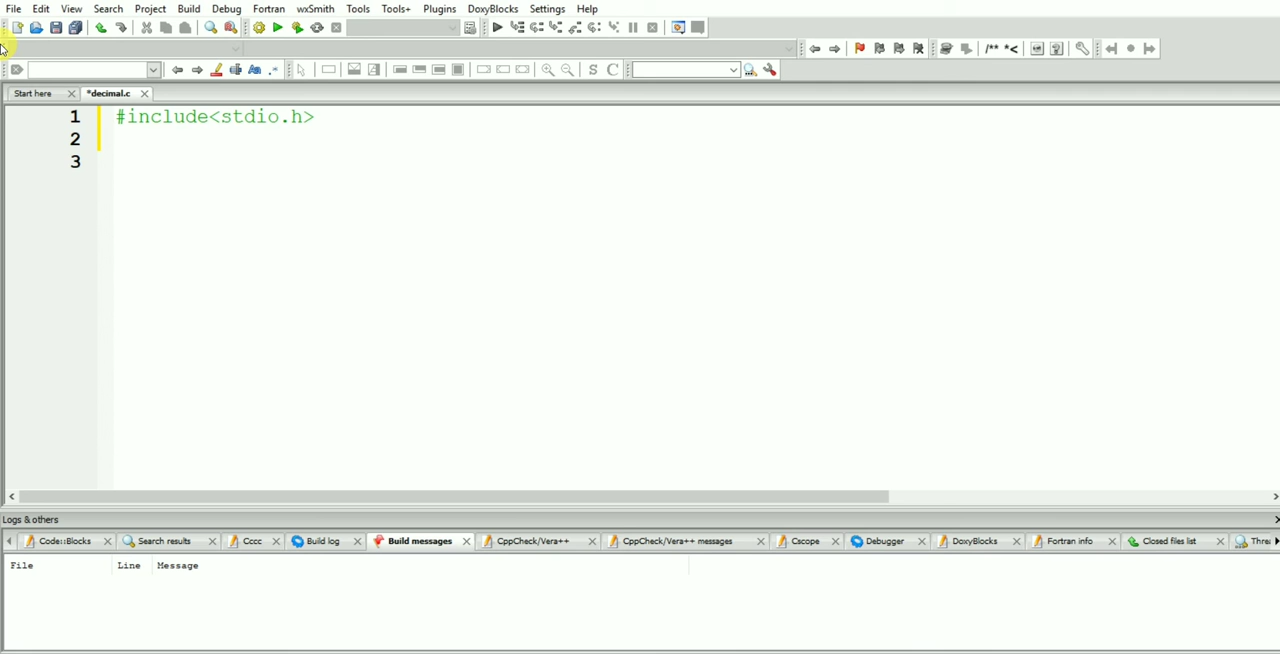 File Edit View Search Project Build Debug Fortran wxSmith Tools Tools+ Plugins DoxyBlocks Settings Help
/** *<
S C
Start here *decimal.c
1 #include<stdio.h>
2
3
Logs & others
Code::Blocks Search results Cccc Build log Build messages CppCheck/Vera++ CppCheck/Vera++ messages Cscope Debugger DoxyBlocks Fortran info Closed files list Threa
File Line Message